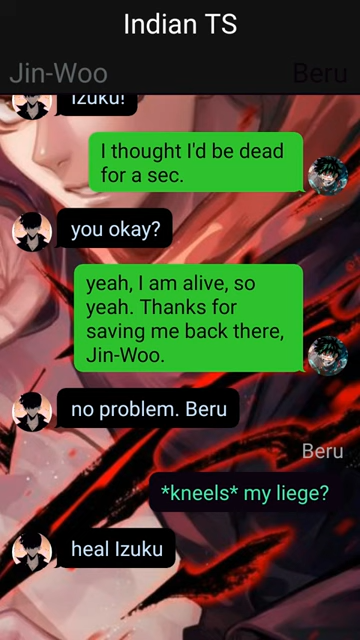 Indian TS
Jin-Woo
Beru
Izuku!
I thought I'd be dead
for a sec.
you okay?
yeah, I am alive, so
yeah. Thanks for
saving me back there,
Jin-Woo.
no problem. Beru
Beru
*kneels* my liege?
heal Izuku